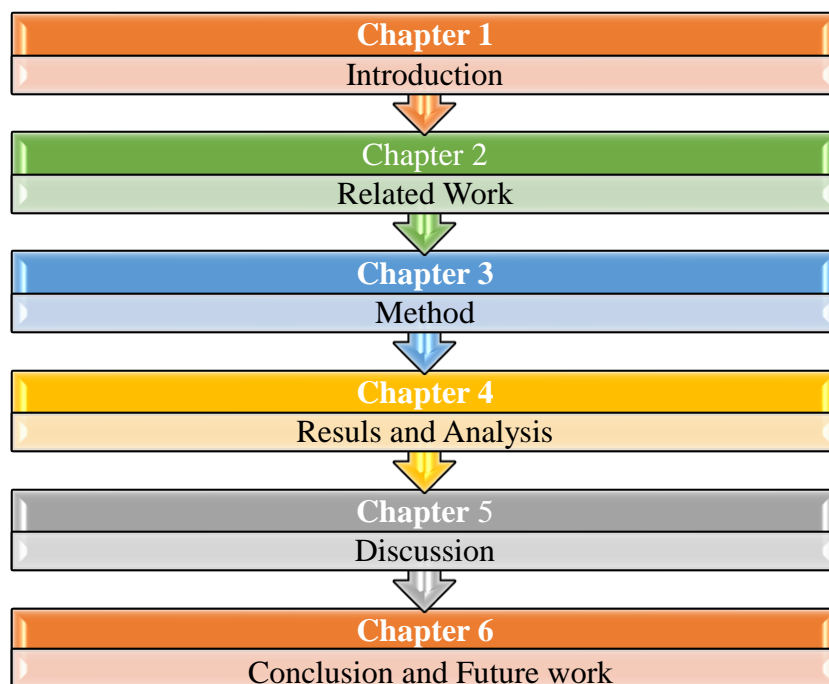 Chapter 1
Introduction
Chapter 2
Related Work
Chapter 3
Method
Chapter 4
Resuls and Analysis
Chapter 5
Discussion
Chapter 6
Conclusion and Future work